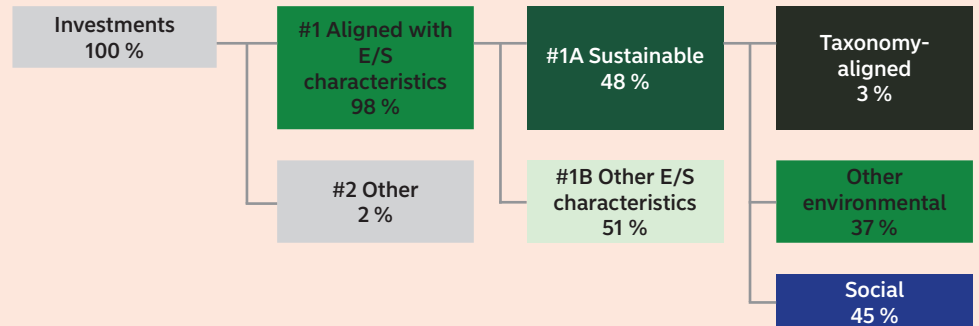 Investments
100 %
#1 Aligned with
E/S
characteristics
98 %
#1A Sustainable
48 %
Taxonomy-
aligned
3 %
#2 Other
2 %
#1B Other E/S
characteristics
51 %
Other
environmental
37 %
Social
45 %